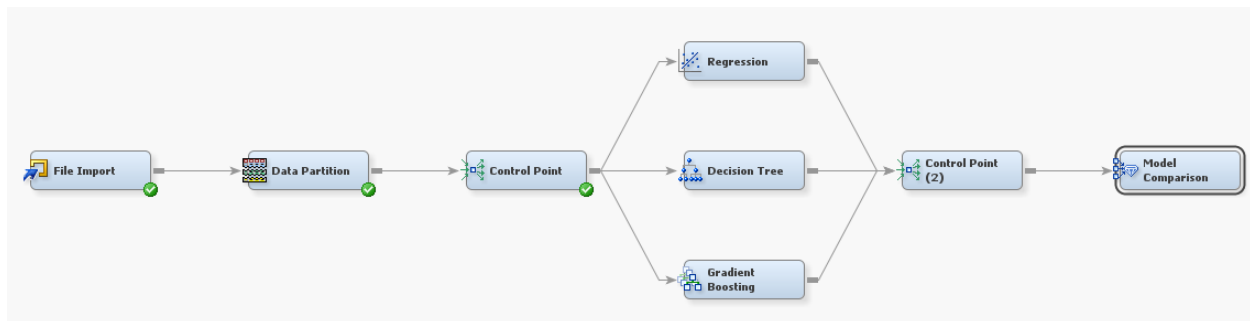 File Import
Data Partition
Control Point
Regression
Decision Tree
Gradient
Boosting
Control Point
(2)
Model
Comparison